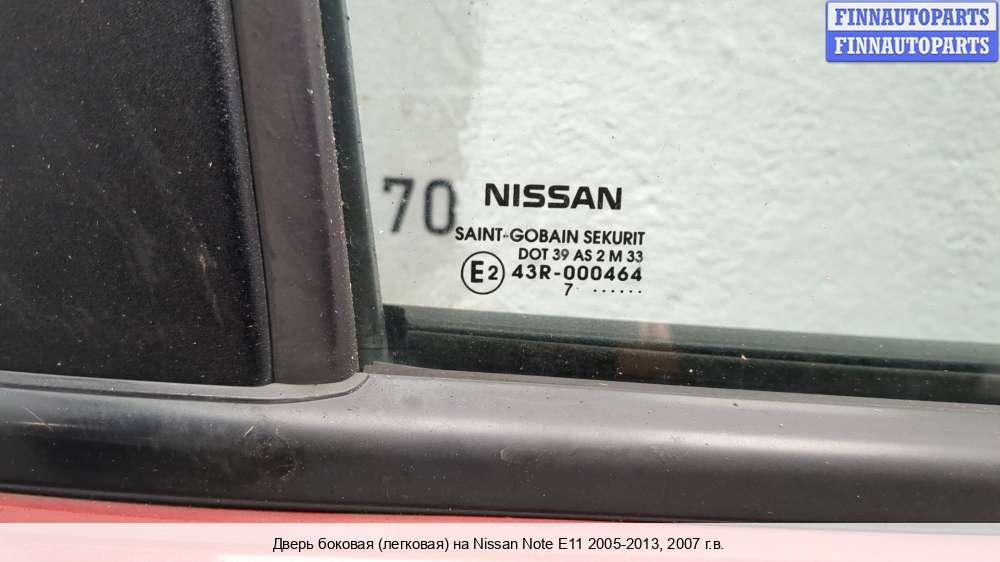 FINNAUTOPARTS
FINNAUTOPARTS
70
NISSAN
SAINT-GOBAIN SEKURIT
DOT 39 AS 2 M 33
E2 43R-000464
7 ......
Дверь боковая (легковая) на Nissan Note E11 2005-2013, 2007 г.в.